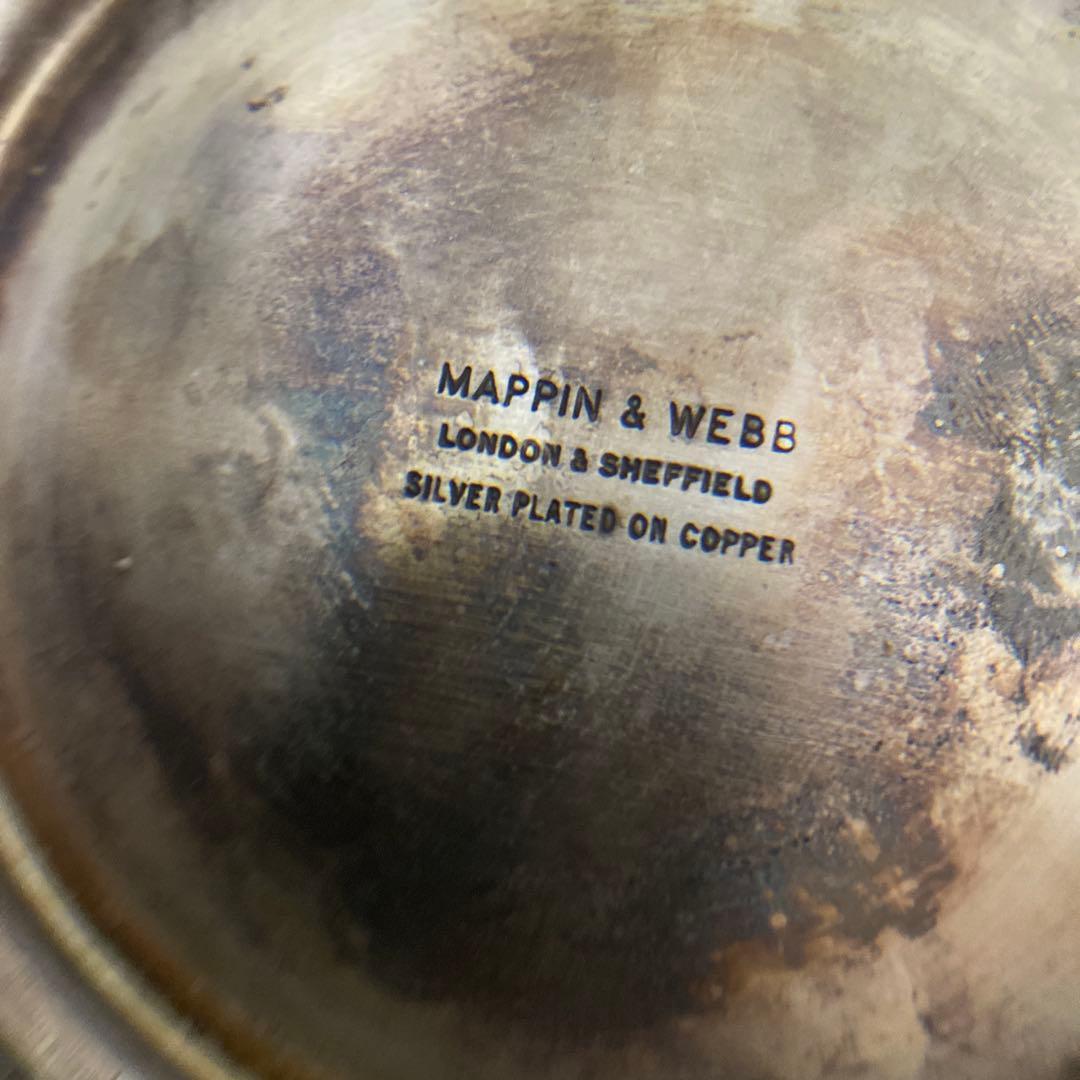 MAPPIN & WEBB
LONDON & SHEFFIELD
SILVER PLATED ON COPPER